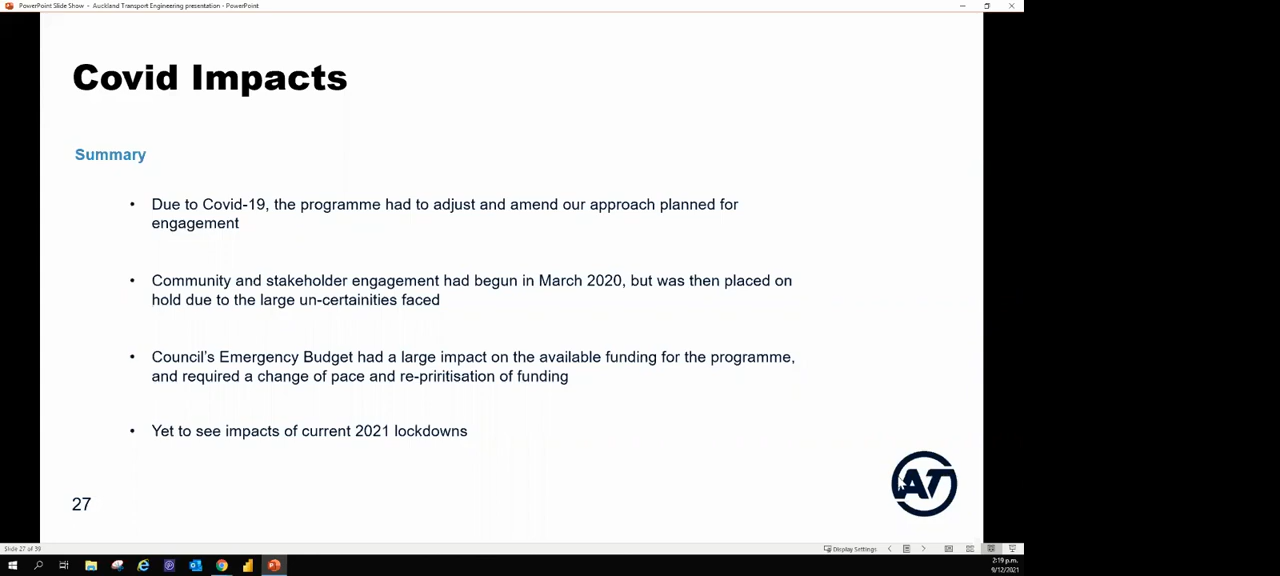 PowerPoint Slide Show - Auckland Transport Engineering presentation - PowerPoint
Covid Impacts
Summary
• Due to Covid-19, the programme had to adjust and amend our approach planned for
engagement
• Community and stakeholder engagement had begun in March 2020, but was then placed on
hold due to the large un-certainities faced
• Council's Emergency Budget had a large impact on the available funding for the programme,
and required a change of pace and re-priritisation of funding
• Yet to see impacts of current 2021 lockdowns
AT
27
Slide 27 of 39
Display Settings
2:19 p.m.
9/12/2021